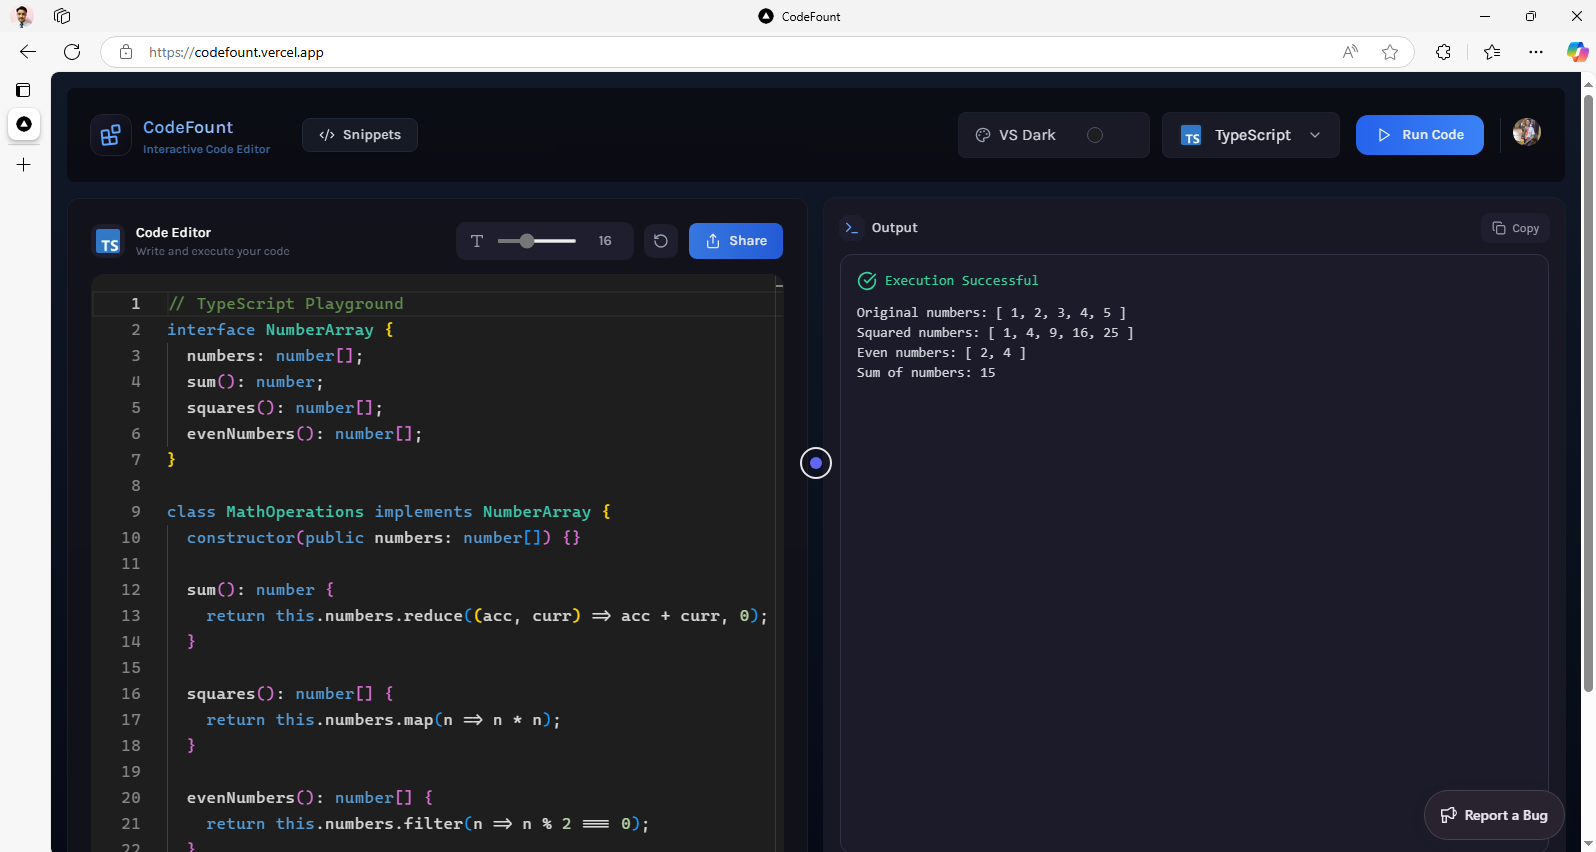 CodeFount
https://codefount.vercel.app
CodeFount
Interactive Code Editor
</> Snippets
VS Dark
TS TypeScript
Run Code
TS
Code Editor
Write and execute your code
T 16
Share
1 // TypeScript Playground
2 interface NumberArray {
3 numbers: number[];
4 sum(): number;
5 squares(): number[];
6 evenNumbers(): number[];
7 }
8
9 class MathOperations implements NumberArray {
10 constructor(public numbers: number[]) {}
11
12 sum(): number {
13 return this.numbers.reduce((acc, curr) => acc + curr, 0);
14 }
15
16 squares(): number[] {
17 return this.numbers.map(n => n * n);
18 }
19
20 evenNumbers(): number[] {
21 return this.numbers.filter(n => n % 2 === 0);
22 }
Output
Copy
Execution Successful
Original numbers: [ 1, 2, 3, 4, 5 ]
Squared numbers: [ 1, 4, 9, 16, 25 ]
Even numbers: [ 2, 4 ]
Sum of numbers: 15
Report a Bug